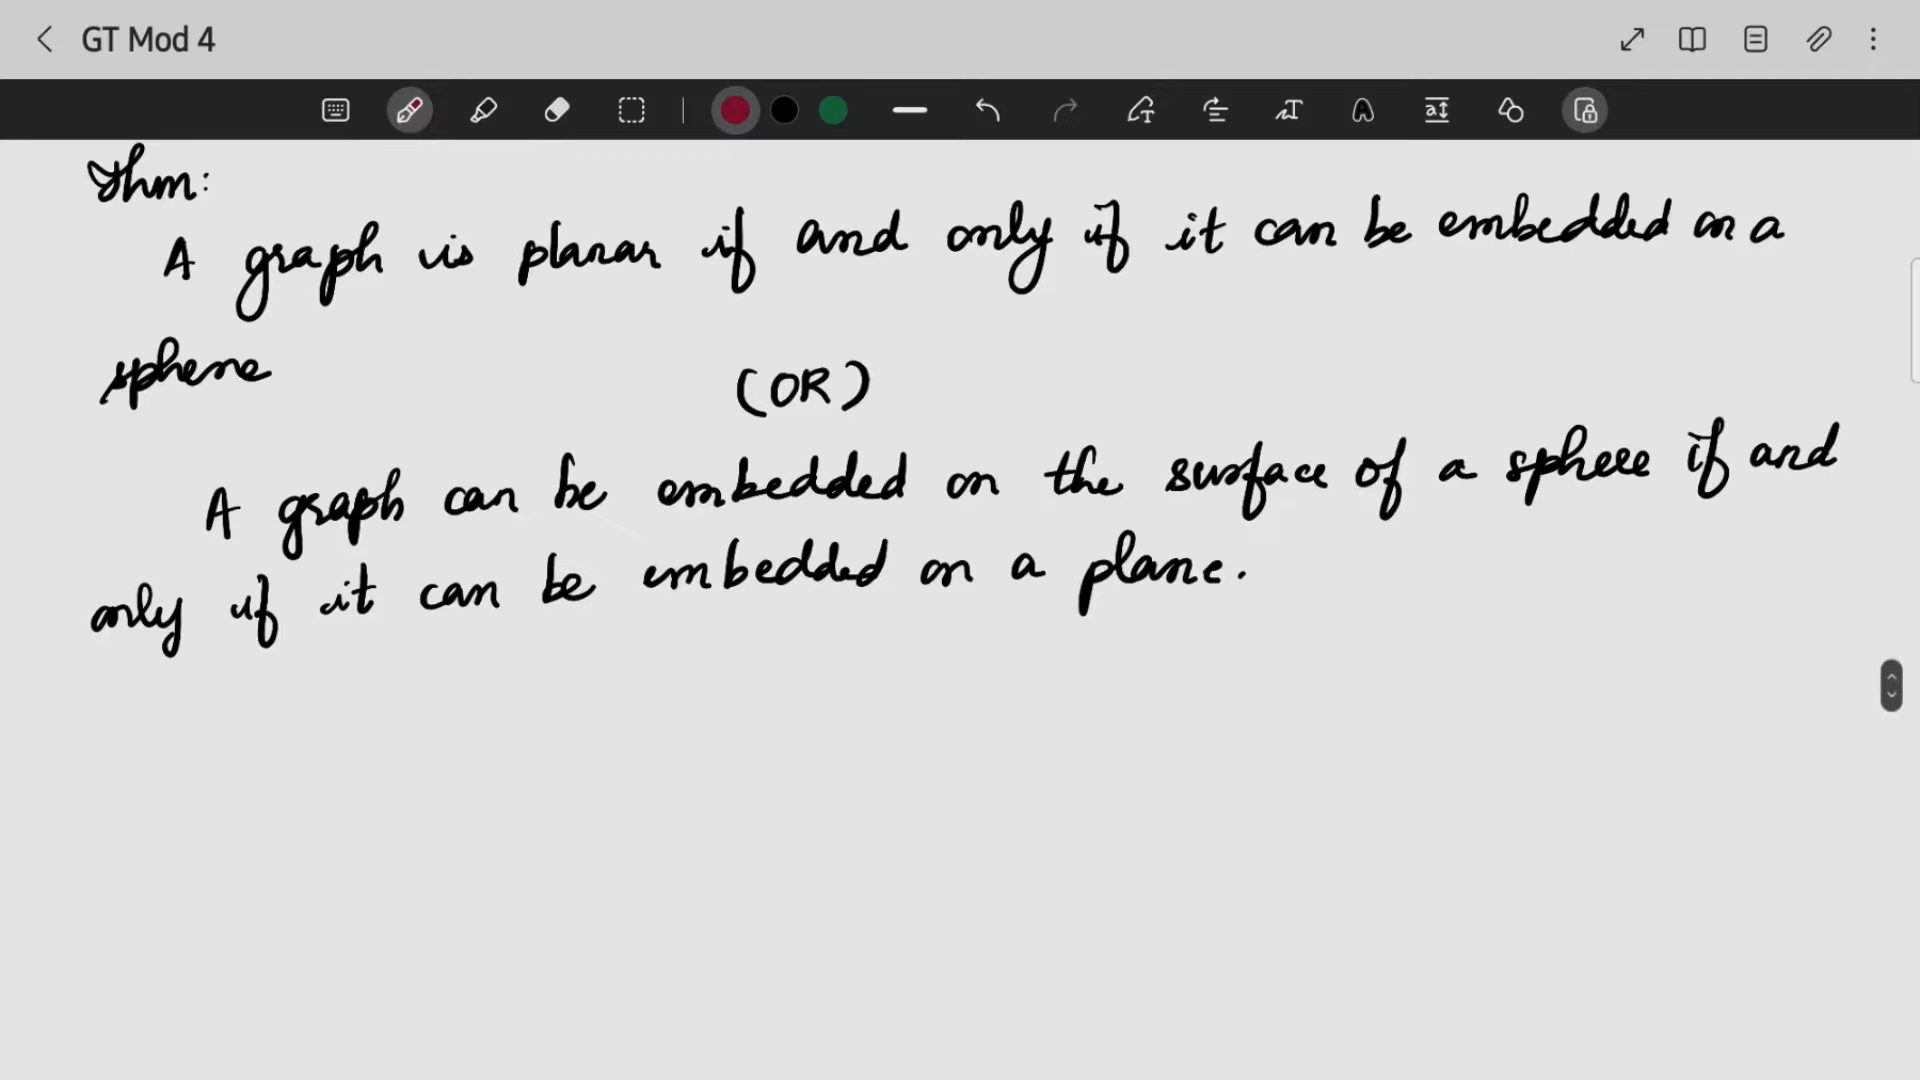 GT Mod 4
Thm:
A graph is planar if and only if it can be embedded on a
sphere
(OR)
A graph can be embedded on the surface of a sphere if and
only if it can be embedded on a plane.